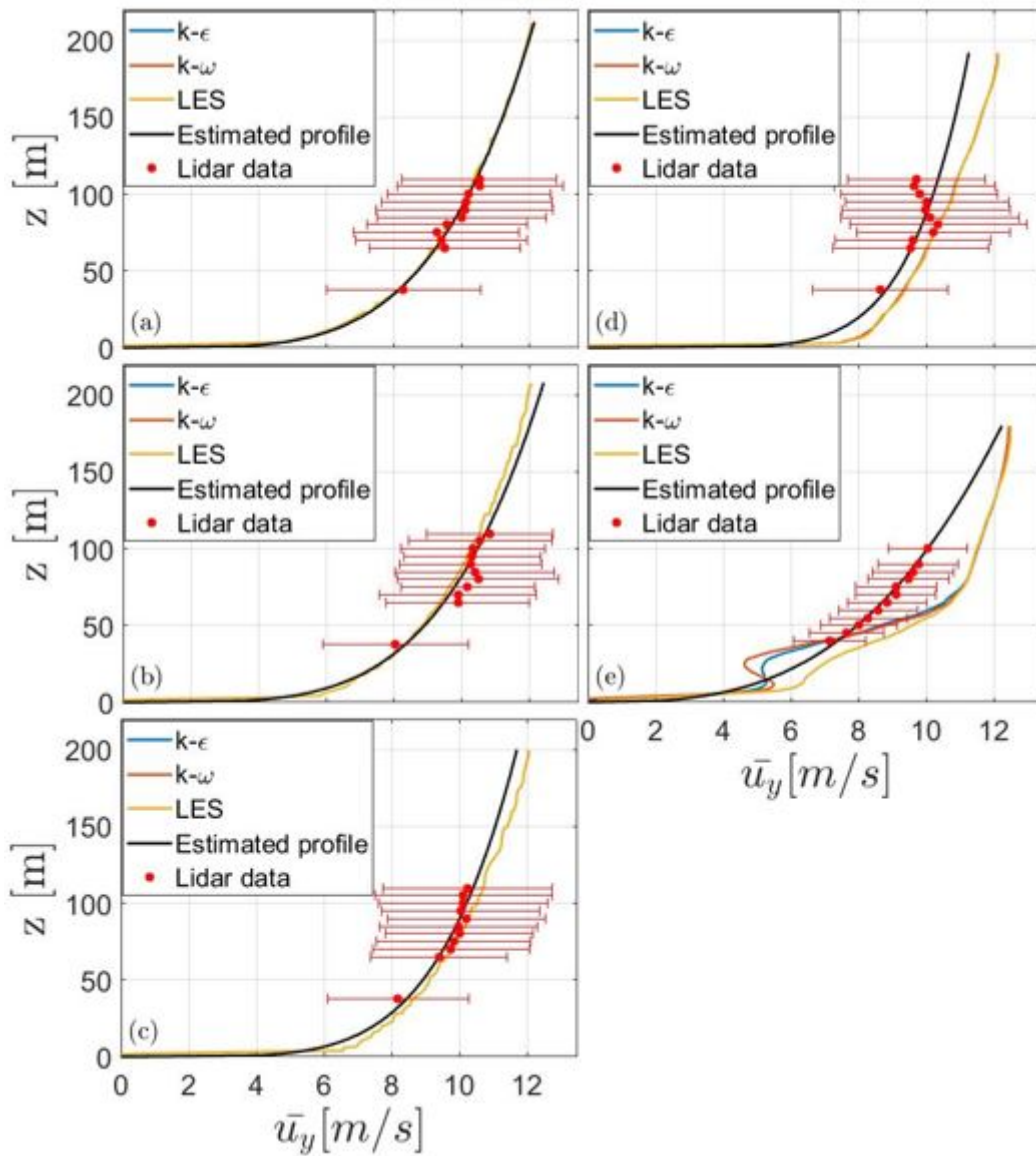 z [m]
200
150
100
50
0
k-ϵ
k-ω
LES
Estimated profile
Lidar data
(a)
k-ϵ
k-ω
LES
Estimated profile
Lidar data
(d)
z [m]
200
150
100
50
0
k-ϵ
k-ω
LES
Estimated profile
Lidar data
(b)
k-ϵ
k-ω
LES
Estimated profile
Lidar data
(e)
0 2 4 6 8 10 12
ū_y[m/s]
z [m]
200
150
100
50
0
k-ϵ
k-ω
LES
Estimated profile
Lidar data
(c)
0 2 4 6 8 10 12
ū_y[m/s]